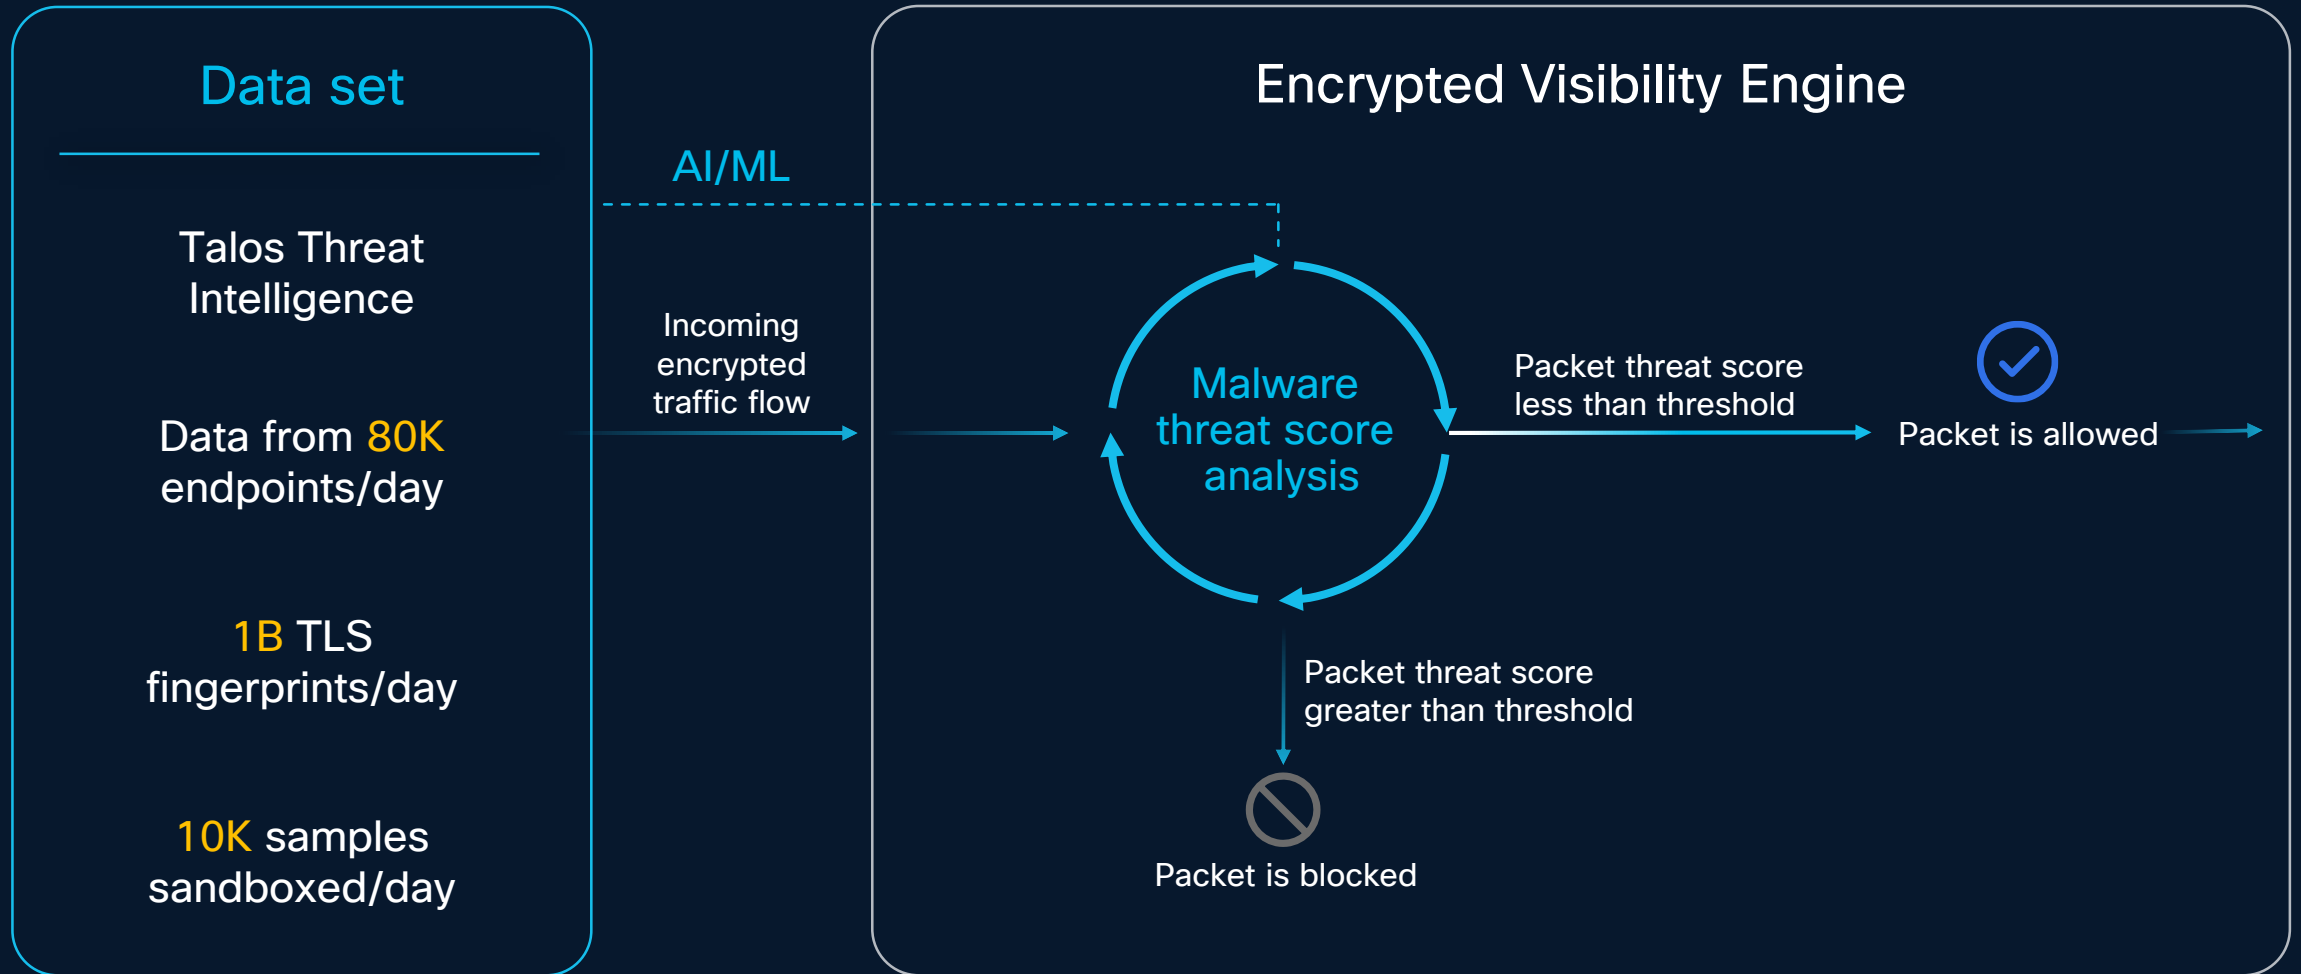 Data set
Talos Threat
Intelligence
Data from 80K
endpoints/day
1B TLS
fingerprints/day
10K samples
sandboxed/day
AI/ML
Incoming
encrypted
traffic flow
Encrypted Visibility Engine
Malware
threat score
analysis
Packet threat score
less than threshold
Packet is allowed
Packet threat score
greater than threshold
Packet is blocked